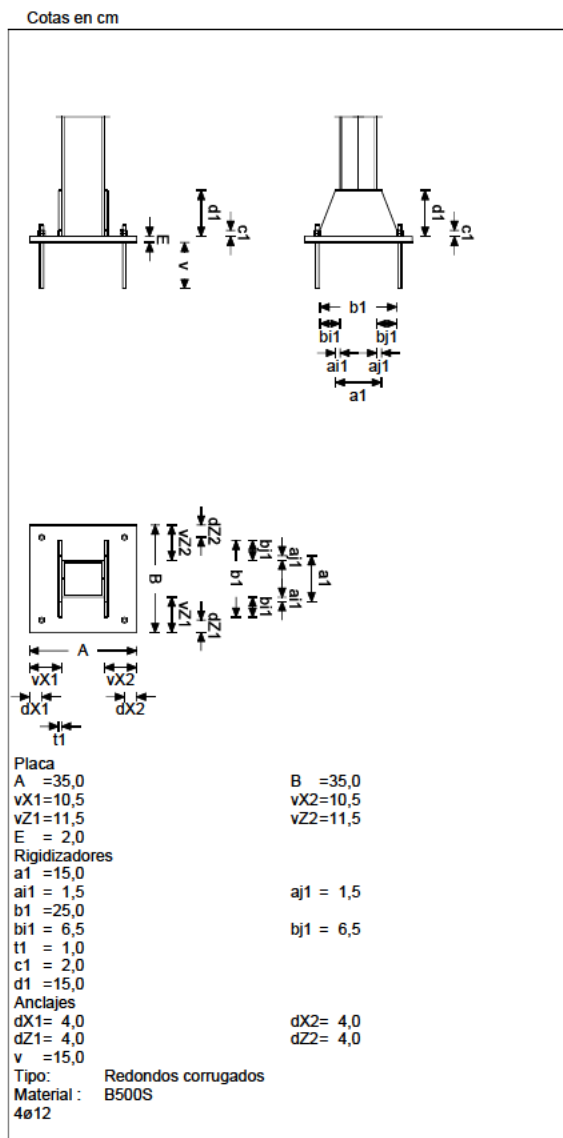 Cotas en cm
E
v
d1
c1
d1
c1
b1
bi1
bj1
ai1
aj1
a1
dZ2
vZ2
B
vZ1
dZ1
b1
bj1
bi1
aj1
ai1
a1
A
vX1
vX2
dX1
dX2
t1
Placa
A =35,0 B =35,0
vX1=10,5 vX2=10,5
vZ1=11,5 vZ2=11,5
E = 2,0
Rigidizadores
a1 =15,0
ai1 = 1,5 aj1 = 1,5
b1 =25,0
bi1 = 6,5 bj1 = 6,5
t1 = 1,0
c1 = 2,0
d1 =15,0
Anclajes
dX1= 4,0 dX2= 4,0
dZ1= 4,0 dZ2= 4,0
v =15,0
Tipo: Redondos corrugados
Material : B500S
4ø12